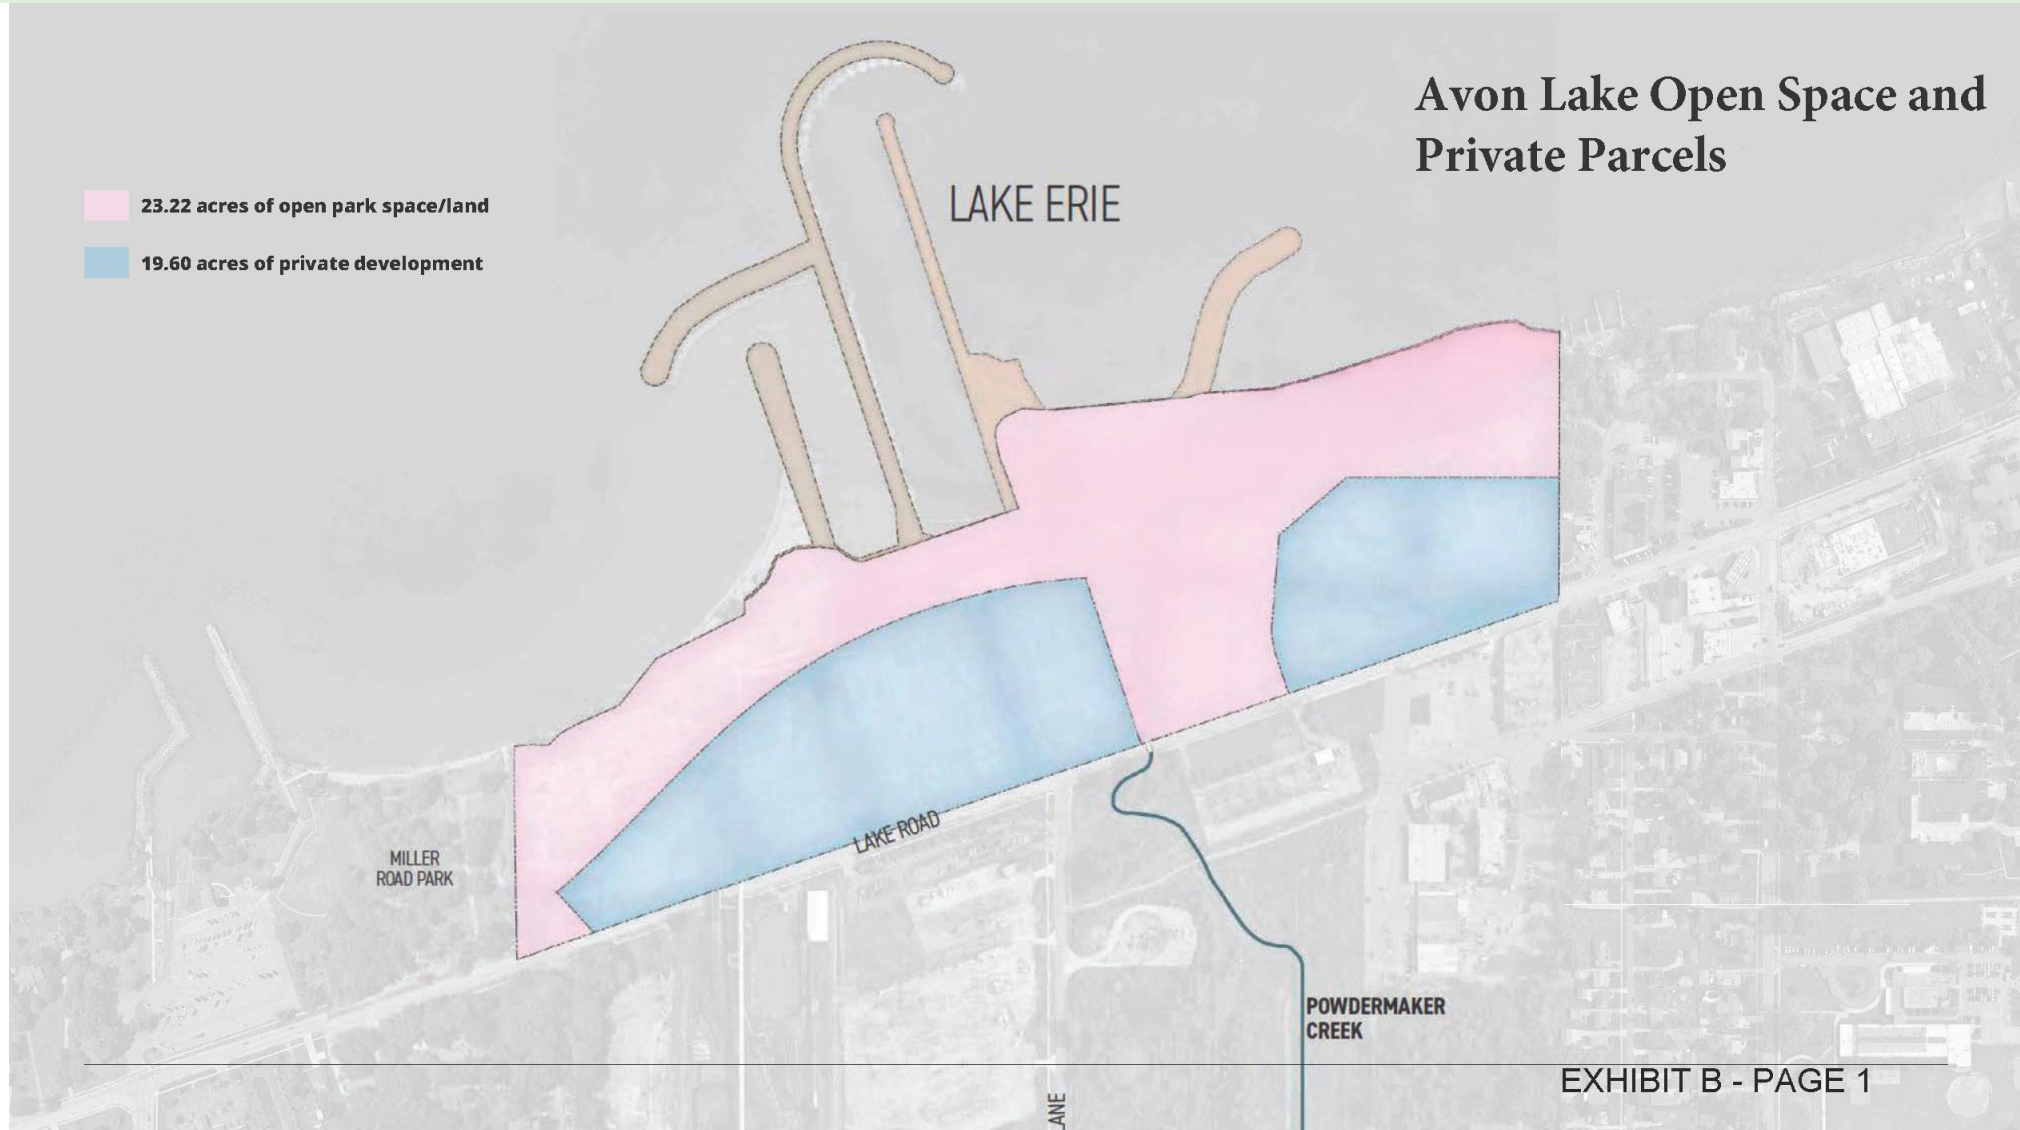 Avon Lake Open Space and
Private Parcels
23.22 acres of open park space/land
19.60 acres of private development
LAKE ERIE
LAKE ROAD
MILLER
ROAD PARK
POWDERMAKER
CREEK
LANE
EXHIBIT B - PAGE 1